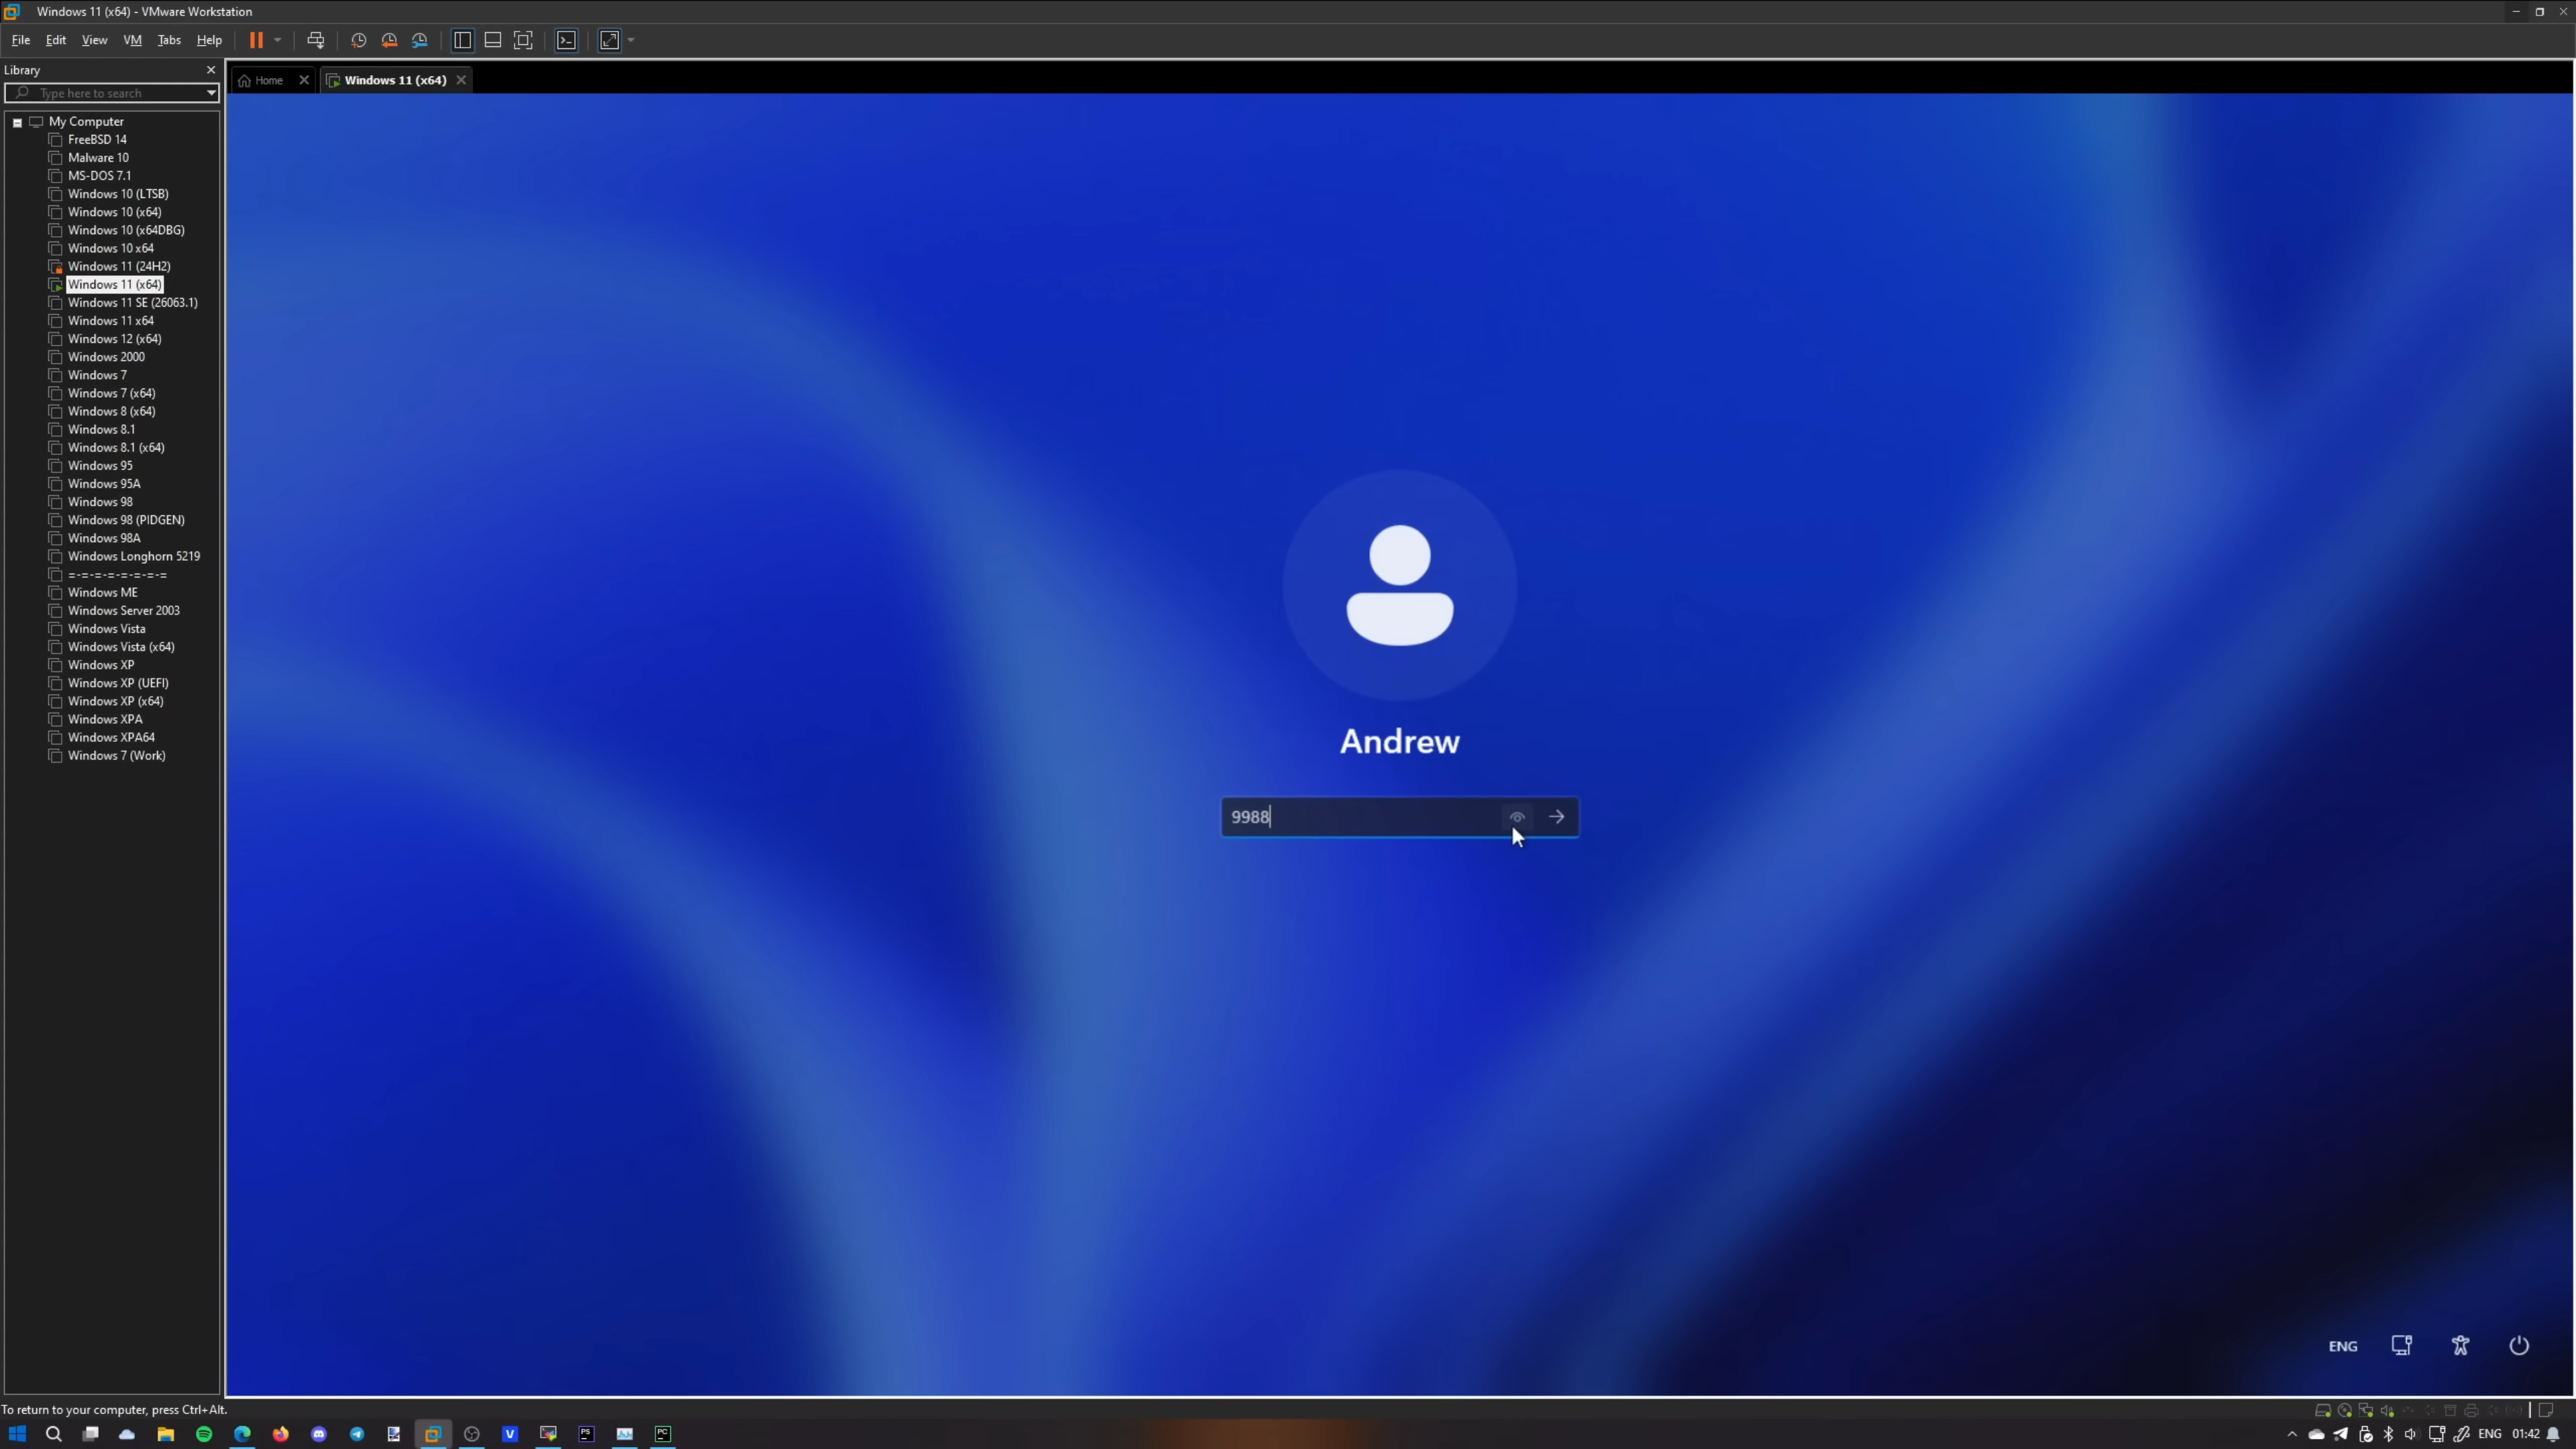 Windows 11 (x64) - VMware Workstation
File Edit View VM Tabs Help
Library
Type here to search
Home
Windows 11 (x64)
My Computer
FreeBSD 14
Malware 10
MS-DOS 7.1
Windows 10 (LTSB)
Windows 10 (x64)
Windows 10 (x64DBG)
Windows 10 x64
Windows 11 (24H2)
Windows 11 (x64)
Windows 11 SE (26063.1)
Windows 11 x64
Windows 12 (x64)
Windows 2000
Windows 7
Windows 7 (x64)
Windows 8 (x64)
Windows 8.1
Windows 8.1 (x64)
Windows 95
Windows 95A
Windows 98
Windows 98 (PIDGEN)
Windows 98A
Windows Longhorn 5219
=-=-=-=-=-=-=-=
Windows ME
Windows Server 2003
Windows Vista
Windows Vista (x64)
Windows XP
Windows XP (UEFI)
Windows XP (x64)
Windows XPA
Windows XPA64
Windows 7 (Work)
Andrew
9988
ENG
To return to your computer, press Ctrl+Alt.
V
PS
PC
ENG 01:42